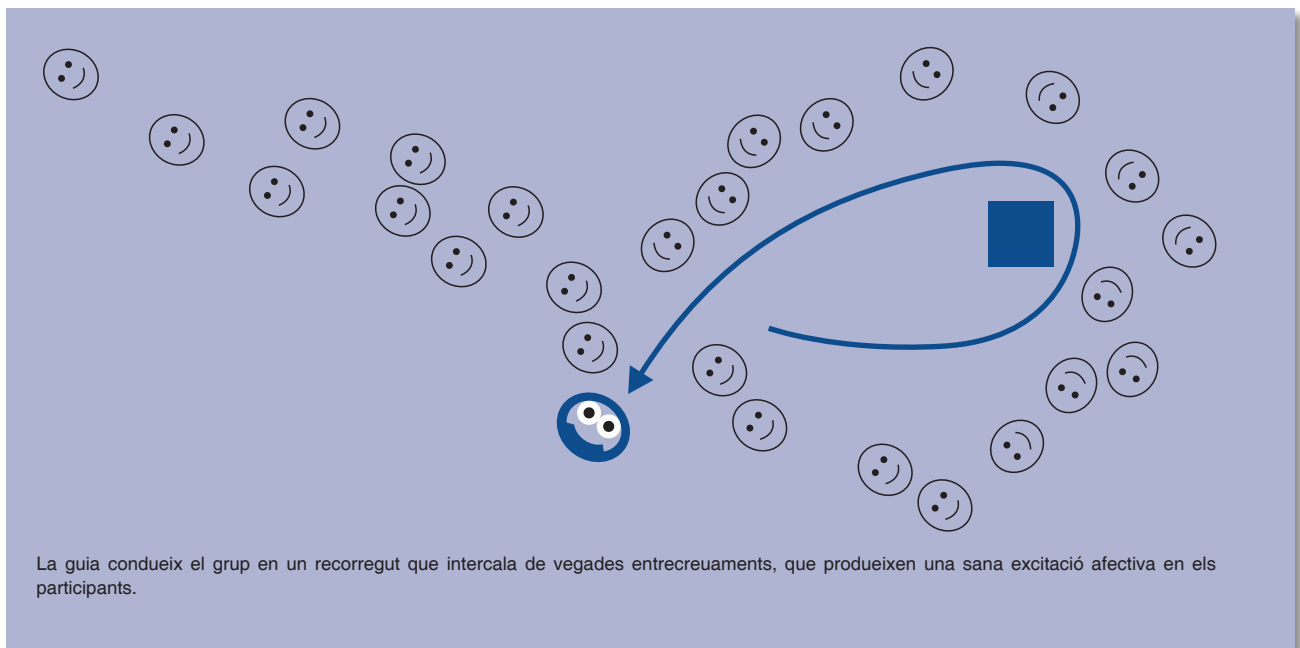 La guia condueix el grup en un recorregut que intercala de vegades entrecreuaments, que produeixen una sana excitació afectiva en els
participants.